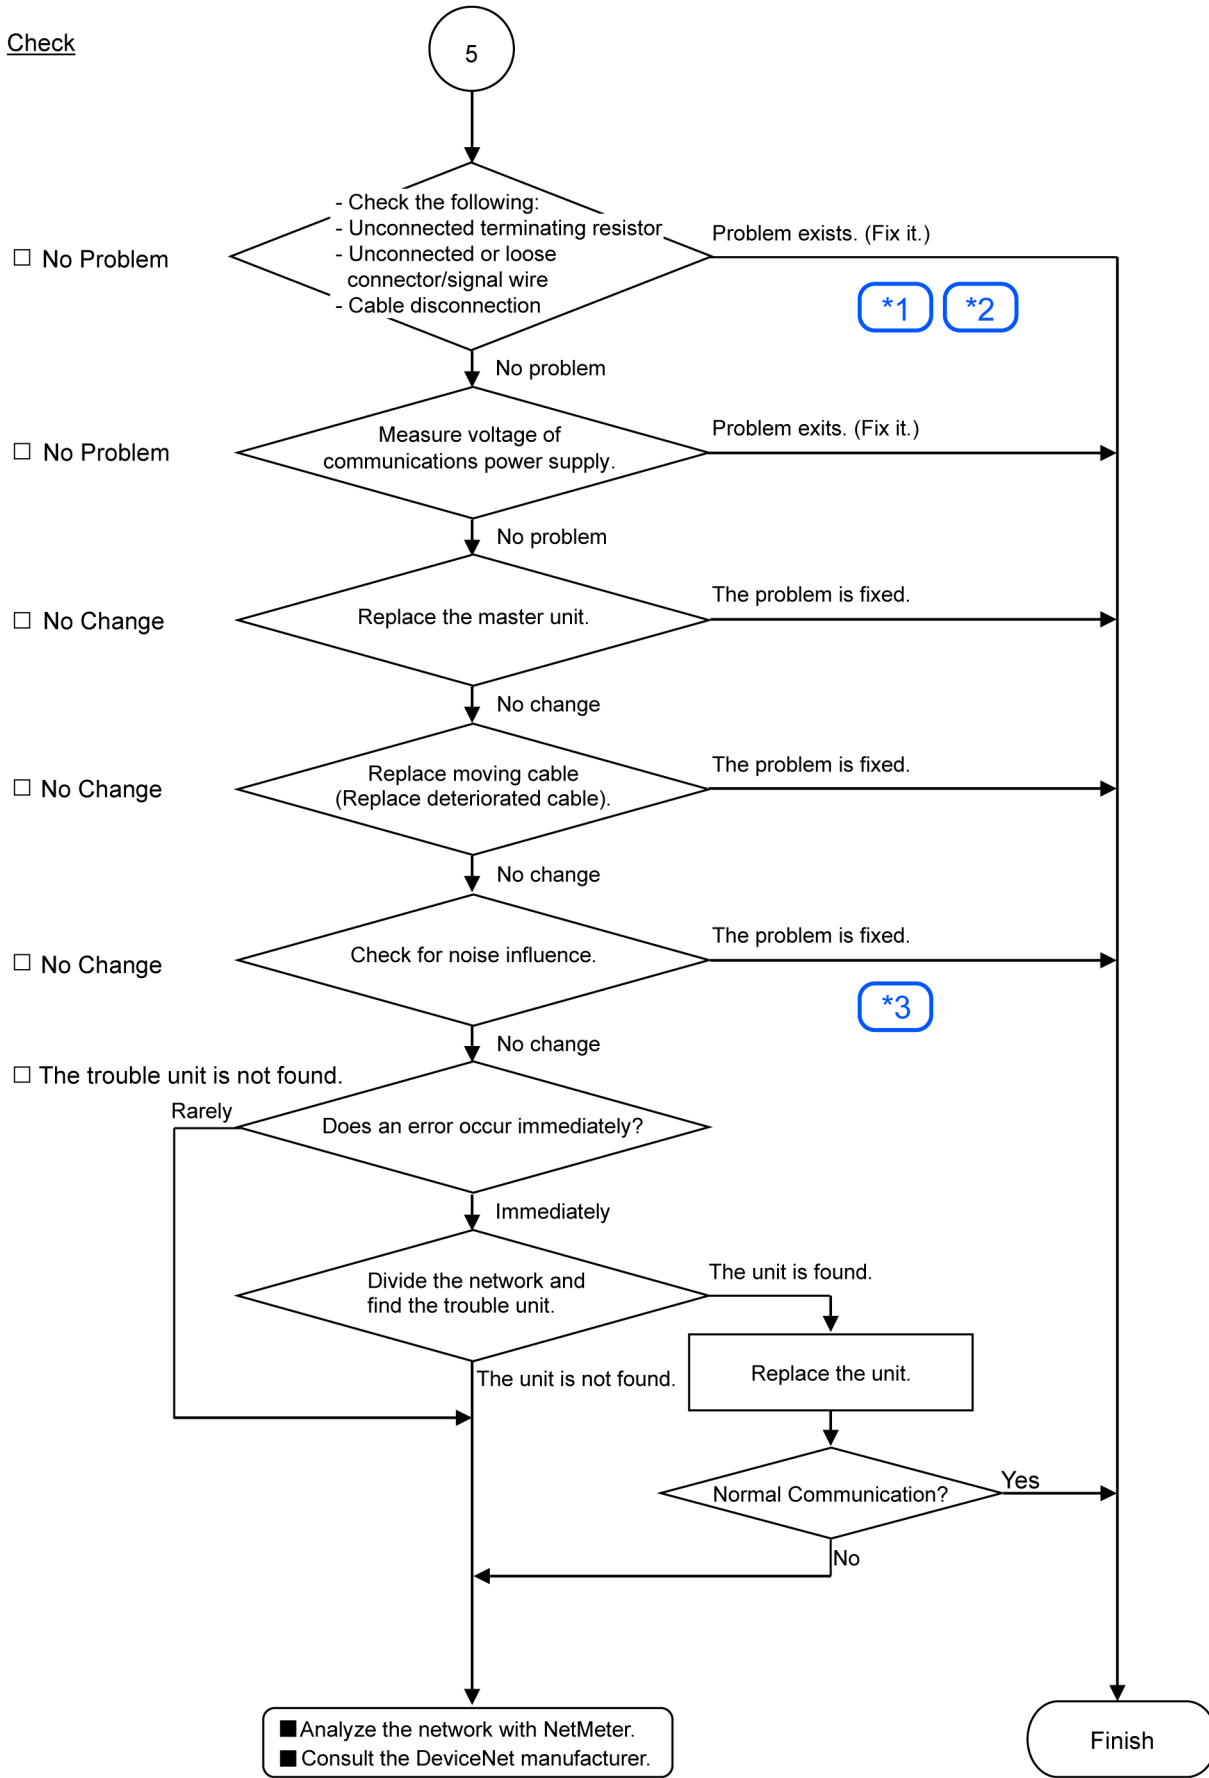 Check
5
- Check the following:
- Unconnected terminating resistor
- Unconnected or loose
connector/signal wire
- Cable disconnection
Problem exists. (Fix it.)
☐ No Problem
*1 *2
No problem
Measure voltage of
communications power supply.
Problem exits. (Fix it.)
☐ No Problem
No problem
Replace the master unit.
The problem is fixed.
☐ No Change
No change
Replace moving cable
(Replace deteriorated cable).
The problem is fixed.
☐ No Change
No change
Check for noise influence.
The problem is fixed.
☐ No Change
*3
No change
☐ The trouble unit is not found.
Rarely
Does an error occur immediately?
Immediately
Divide the network and
find the trouble unit.
The unit is found.
Replace the unit.
The unit is not found.
Normal Communication?
Yes
No
■ Analyze the network with NetMeter.
■ Consult the DeviceNet manufacturer.
Finish